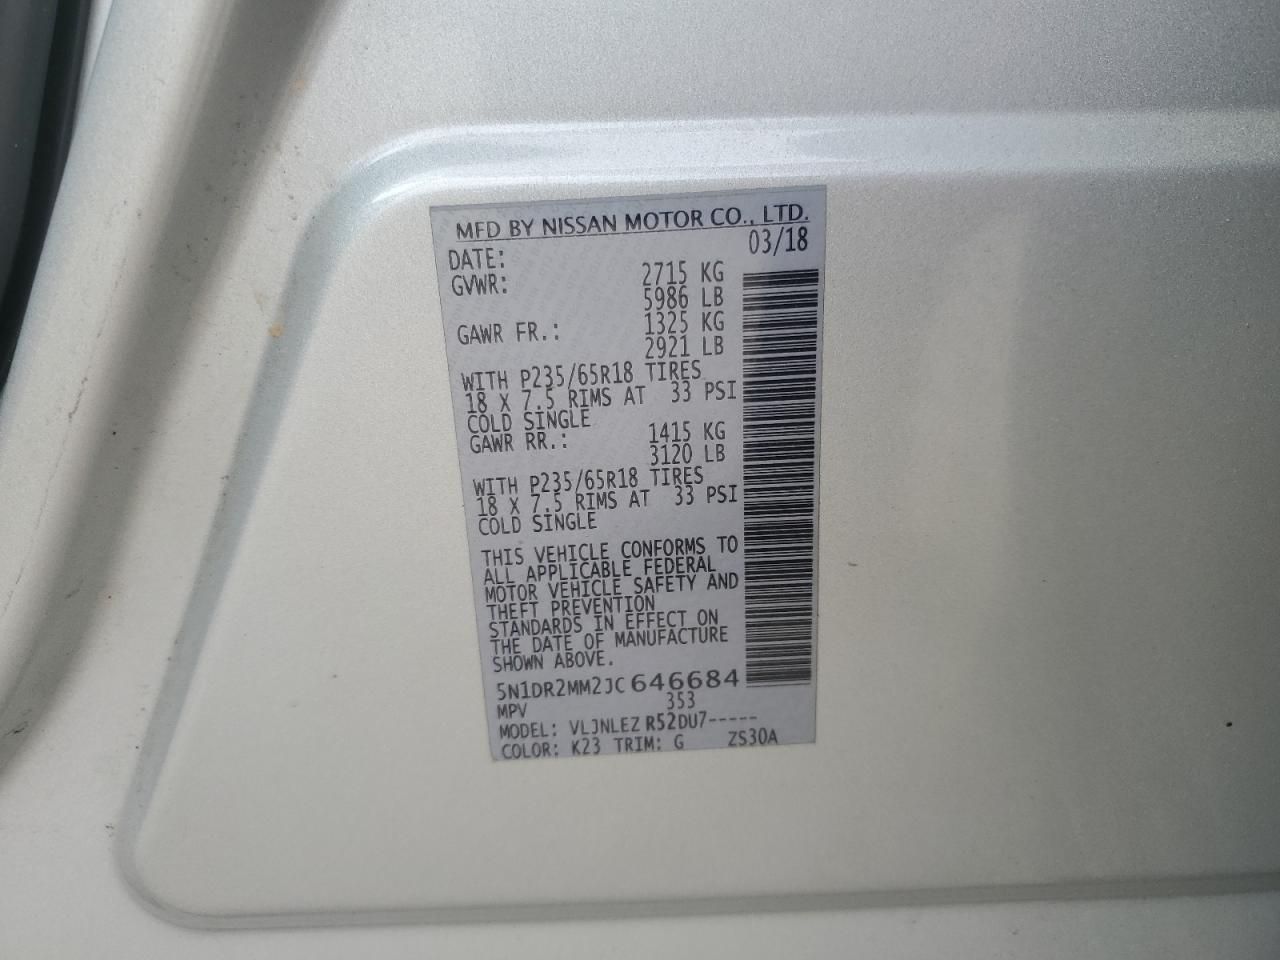 MFD BY NISSAN MOTOR CO., LTD.
DATE: 03/18
GVWR: 2715 KG
5986 LB
GAWR FR.: 1325 KG
2921 LB
WITH P235/65R18 TIRES
18 X 7.5 RIMS AT 33 PSI
COLD SINGLE
GAWR RR.: 1415 KG
3120 LB
WITH P235/65R18 TIRES
18 X 7.5 RIMS AT 33 PSI
COLD SINGLE
THIS VEHICLE CONFORMS TO
ALL APPLICABLE FEDERAL
MOTOR VEHICLE SAFETY AND
THEFT PREVENTION
STANDARDS IN EFFECT ON
THE DATE OF MANUFACTURE
SHOWN ABOVE.
5N1DR2MM2JC646684
MPV 353
MODEL: VLJNLEZ R52DU7-----
COLOR: K23 TRIM: G ZS30A